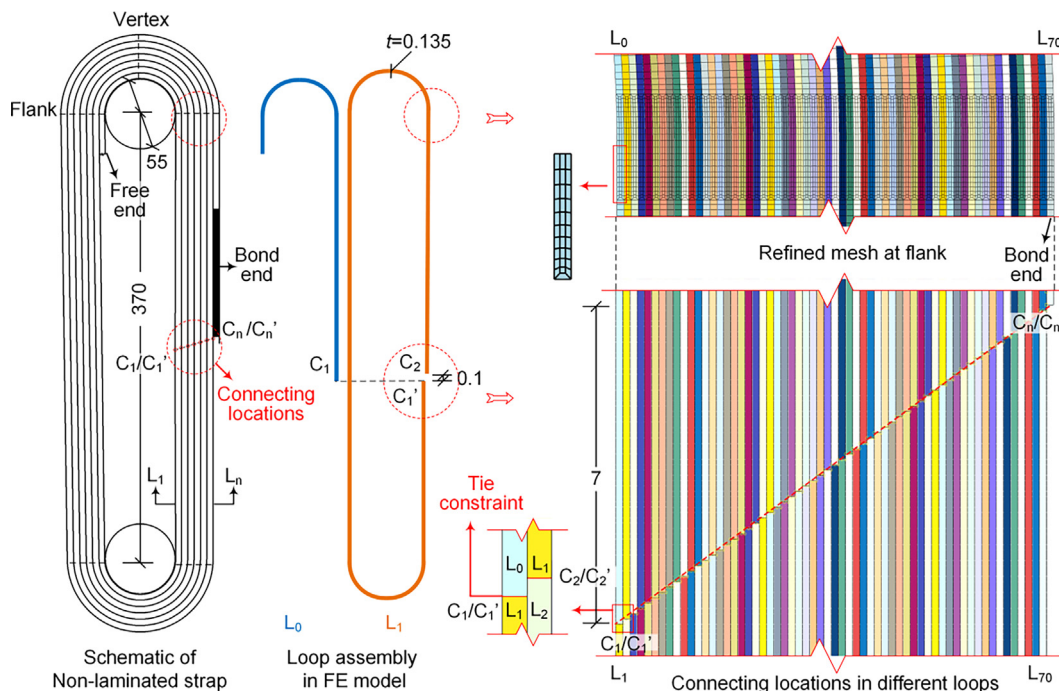 Vertex
Flank
55
Free
end
370
Bond
end
Cn/Cn'
C1/C1'
Connecting
locations
L1
Ln
Schematic of
Non-laminated strap
t=0.135
C1
C2
C1'
0.1
L0
L1
Loop assembly
in FE model
Tie
constraint
L0
L1
C1/C1'
L1
L2
L0
L70
Refined mesh at flank
Bond
end
Cn/Cn'
7
C2/C2'
C1/C1'
L1
L70
Connecting locations in different loops